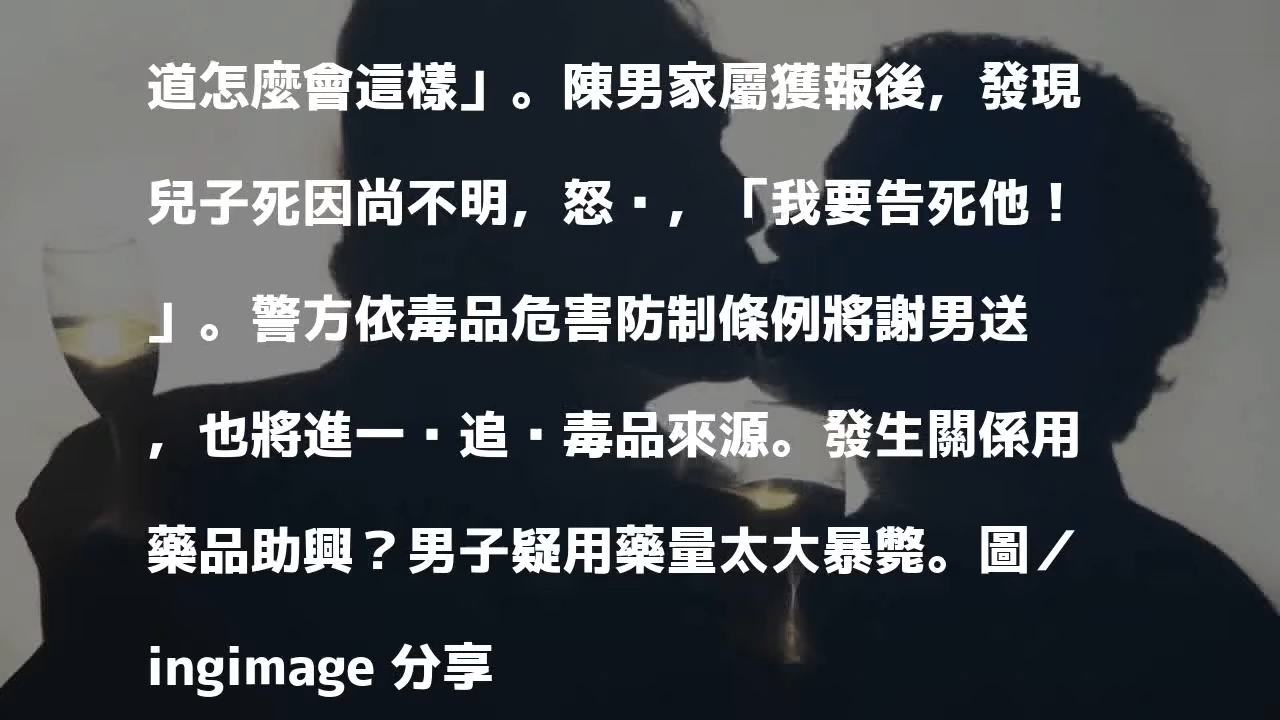 道怎麼會這樣」。陳男家屬獲報後，發現
兒子死因尚不明，怒▪，「我要告死他！
」。警方依毒品危害防制條例將謝男送
，也將進一▪追▪毒品來源。發生關係用
藥品助興？男子疑用藥量太大暴斃。圖／
ingimage 分享